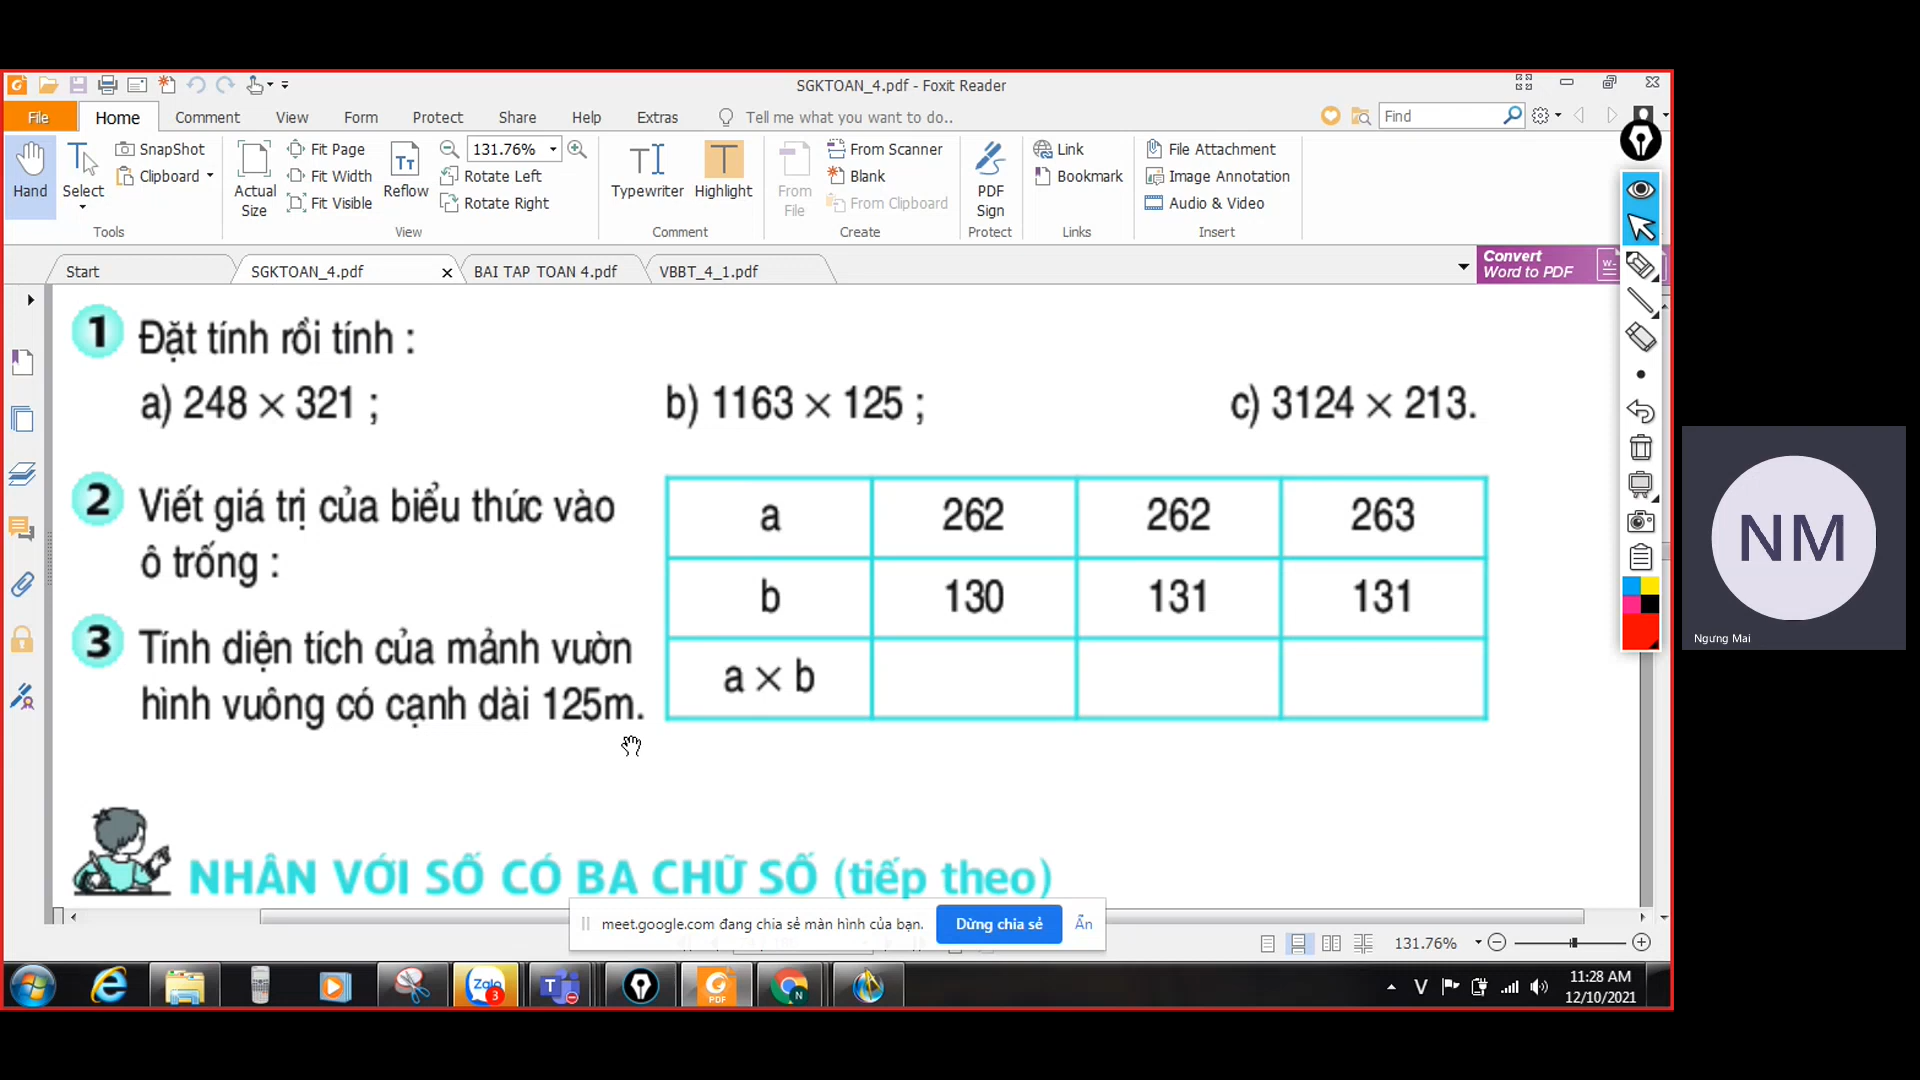 SGKTOAN_4.pdf - Foxit Reader
File Home Comment View Form Protect Share Help Extras Tell me what you want to do.. Find
Hand
Select
SnapShot
Clipboard
Tools
Actual Size
Fit Page
Fit Width
Fit Visible
Reflow
131.76%
Rotate Left
Rotate Right
View
Typewriter
Highlight
Comment
From File
From Scanner
Blank
From Clipboard
Create
PDF Sign
Protect
Link
Bookmark
Links
File Attachment
Image Annotation
Audio & Video
Insert
Start SGKTOAN_4.pdf BAI TAP TOAN 4.pdf VBBT_4_1.pdf
Convert
Word to PDF
1 Đặt tính rồi tính :
a) 248 × 321 ; b) 1163 × 125 ; c) 3124 × 213.
2 Viết giá trị của biểu thức vào
ô trống :
a 262 262 263
b 130 131 131
a × b
3 Tính diện tích của mảnh vườn
hình vuông có cạnh dài 125m.
NHÂN VỚI SỐ CÓ BA CHỮ SỐ (tiếp theo)
meet.google.com đang chia sẻ màn hình của bạn. Dừng chia sẻ Ẩn
131.76%
Zalo
3
PDF
N
V
11:28 AM
12/10/2021
NM
Ngưng Mai